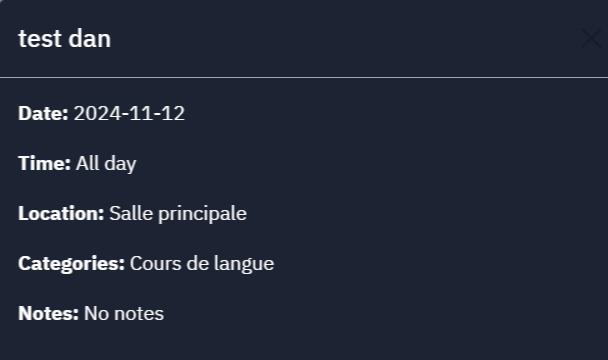 test dan
Date: 2024-11-12
Time: All day
Location: Salle principale
Categories: Cours de langue
Notes: No notes